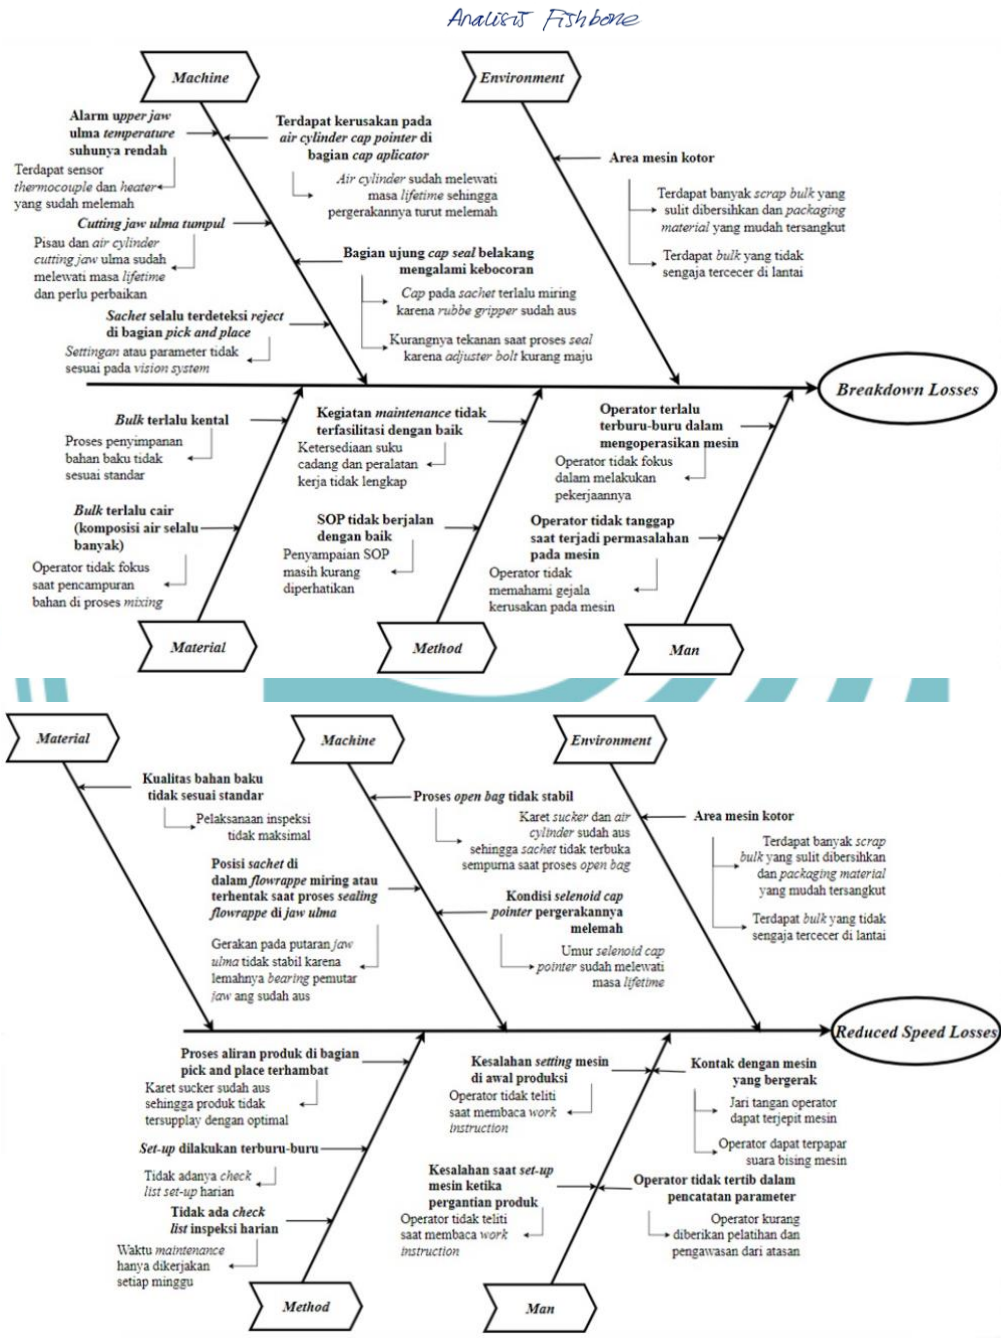 Analisis Fishbone
Machine
Environment
Alarm upper jaw
ulma temperature
suhunya rendah
Terdapat sensor
thermocouple dan heater
yang sudah melemah
Cutting jaw ulma tumpul
Pisau dan air cylinder
cutting jaw ulma sudah
melewati masa lifetime
dan perlu perbaikan
Sachet selalu terdeteksi reject
di bagian pick and place
Settingan atau parameter tidak
sesuai pada vision system
Terdapat kerusakan pada
air cylinder cap pointer di
bagian cap aplicator
Air cylinder sudah melewati
masa lifetime sehingga
pergerakannya turut melemah
Bagian ujung cap seal belakang
mengalami kebocoran
Cap pada sachet terlalu miring
karena rubbe gripper sudah aus
Kurangnya tekanan saat proses seal
karena adjuster bolt kurang maju
Area mesin kotor
Terdapat banyak scrap bulk yang
sulit dibersihkan dan packaging
material yang mudah tersangkut
Terdapat bulk yang tidak
sengaja tercecer di lantai
Breakdown Losses
Bulk terlalu kental
Proses penyimpanan
bahan baku tidak
sesuai standar
Bulk terlalu cair
(komposisi air selalu
banyak)
Operator tidak fokus
saat pencampuran
bahan di proses mixing
Kegiatan maintenance tidak
terfasilitasi dengan baik
Ketersediaan suku
cadang dan peralatan
kerja tidak lengkap
SOP tidak berjalan
dengan baik
Penyampaian SOP
masih kurang
diperhatikan
Operator terlalu
terburu-buru dalam
mengoperasikan mesin
Operator tidak fokus
dalam melakukan
pekerjaannya
Operator tidak tanggap
saat terjadi permasalahan
pada mesin
Operator tidak
memahami gejala
kerusakan pada mesin
Material
Method
Man
Material
Machine
Environment
Kualitas bahan baku
tidak sesuai standar
Pelaksanaan inspeksi
tidak maksimal
Posisi sachet di
dalam flowrappe miring atau
terhentak saat proses sealing
flowrappe di jaw ulma
Gerakan pada putaran jaw
ulma tidak stabil karena
lemahnya bearing pemutar
jaw ang sudah aus
Proses open bag tidak stabil
Karet sucker dan air
cylinder sudah aus
sehingga sachet tidak terbuka
sempurna saat proses open bag
Kondisi selenoid cap
pointer pergerakannya
melemah
Umur selenoid cap
pointer sudah melewati
masa lifetime
Area mesin kotor
Terdapat banyak scrap
bulk yang sulit dibersihkan
dan packaging material
yang mudah tersangkut
Terdapat bulk yang tidak
sengaja tercecer di lantai
Reduced Speed Losses
Proses aliran produk di bagian
pick and place terhambat
Karet sucker sudah aus
sehingga produk tidak
tersupplay dengan optimal
Set-up dilakukan terburu-buru
Tidak adanya check
list set-up harian
Tidak ada check
list inspeksi harian
Waktu maintenance
hanya dikerjakan
setiap minggu
Kesalahan setting mesin
di awal produksi
Operator tidak teliti
saat membaca work
instruction
Kesalahan saat set-up
mesin ketika
pergantian produk
Operator tidak teliti
saat membaca work
instruction
Kontak dengan mesin
yang bergerak
Jari tangan operator
dapat terjepit mesin
Operator dapat terpapar
suara bising mesin
Operator tidak tertib dalam
pencatatan parameter
Operator kurang
diberikan pelatihan dan
pengawasan dari atasan
Method
Man